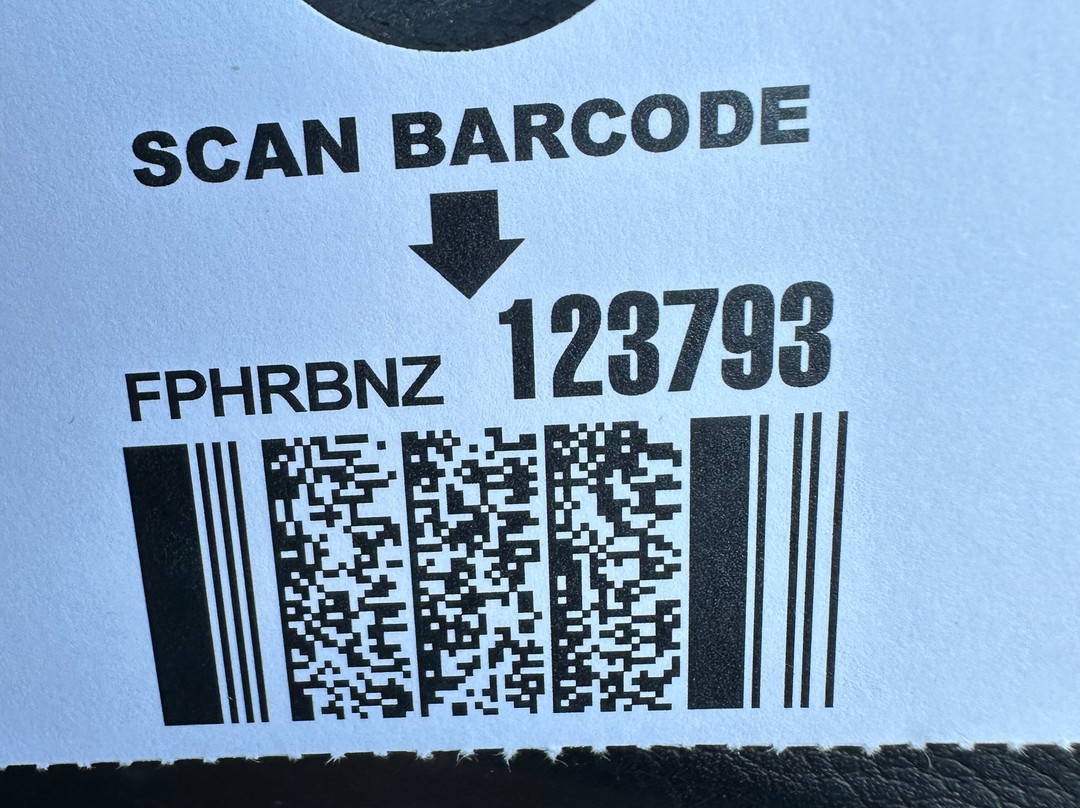 SCAN BARCODE
123793
FPHRBNZ